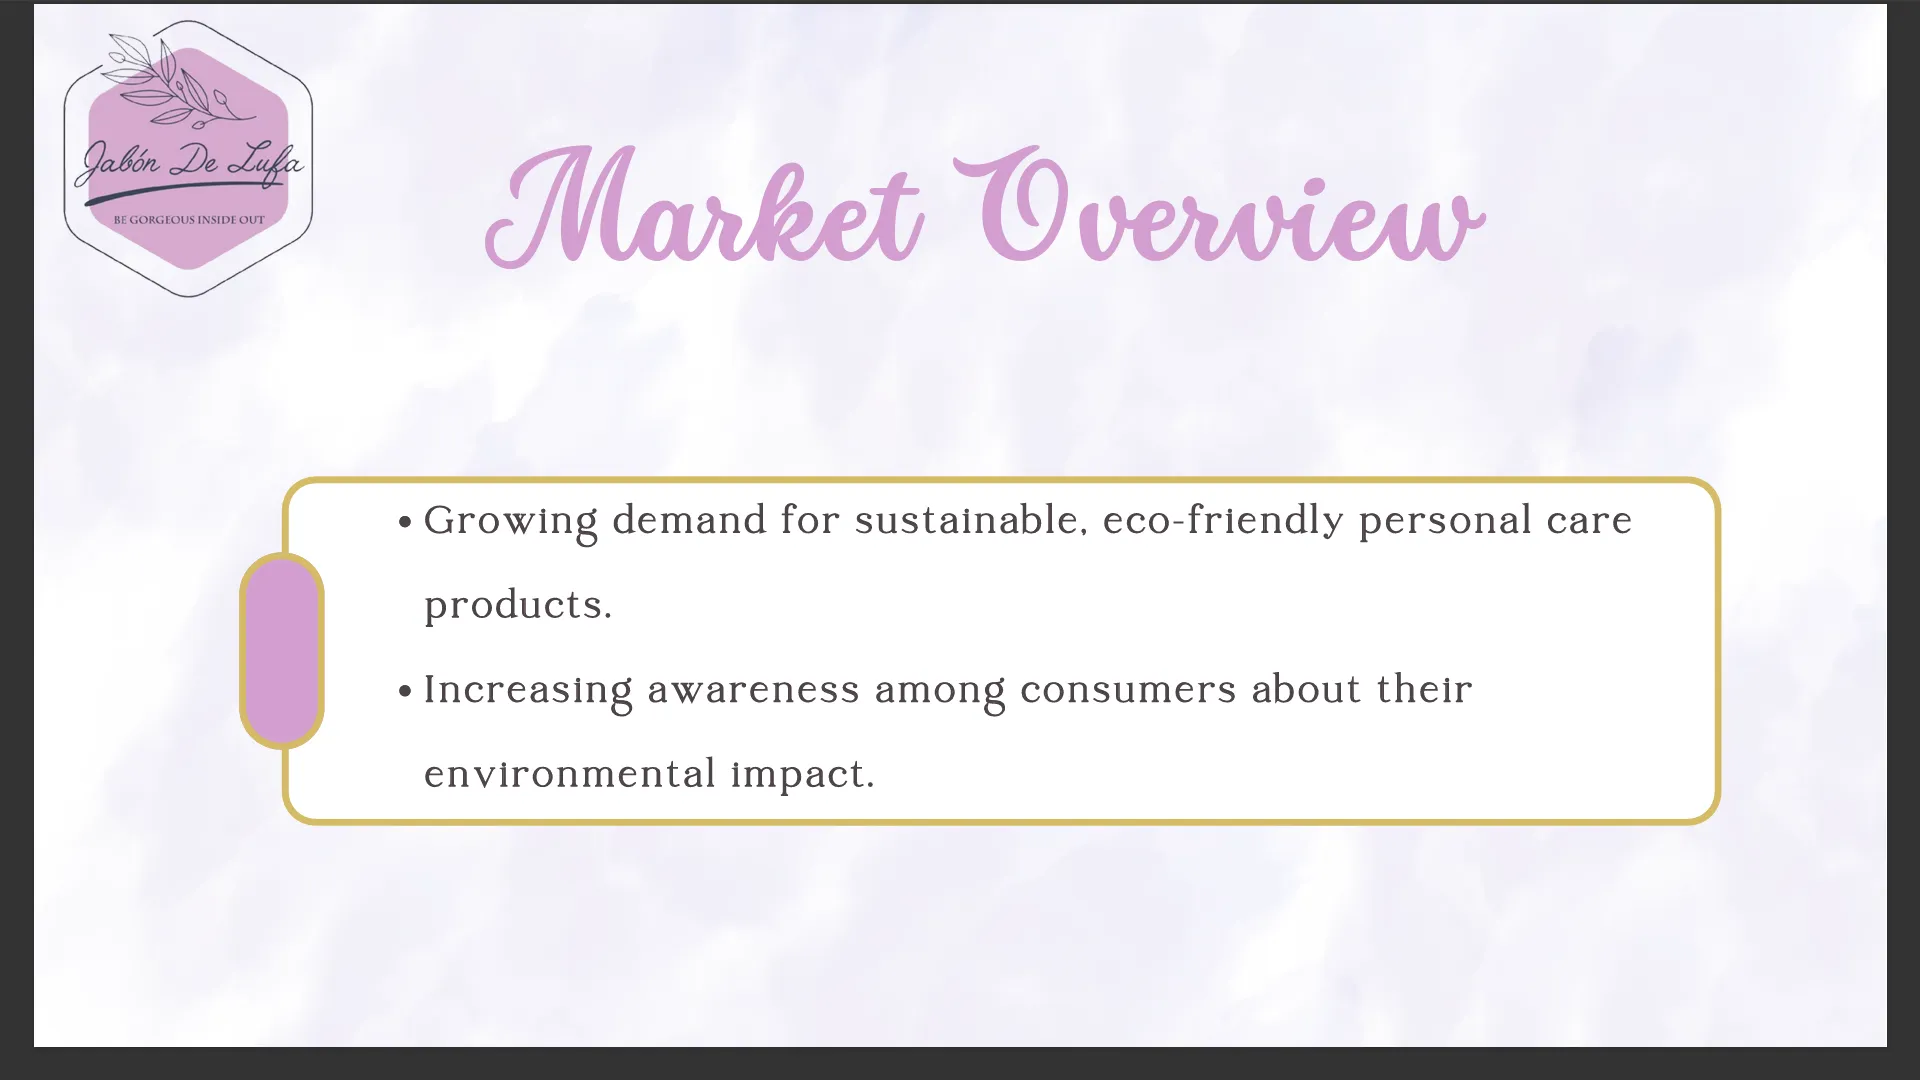 Jabón De Lufa
BE GORGEOUS INSIDE OUT
Market Overview
• Growing demand for sustainable, eco-friendly personal care
products.
• Increasing awareness among consumers about their
environmental impact.